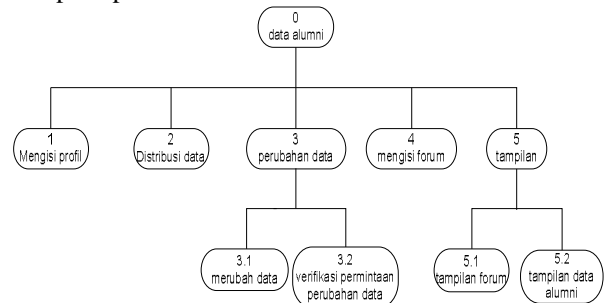 0
data alumni
1
Mengisi profil
2
Distribusi data
3
perubahan data
4
mengisi forum
5
tampilan
3.1
merubah data
3.2
verifikasi permintaan
perubahan data
5.1
tampilan forum
5.2
tampilan data
alumni